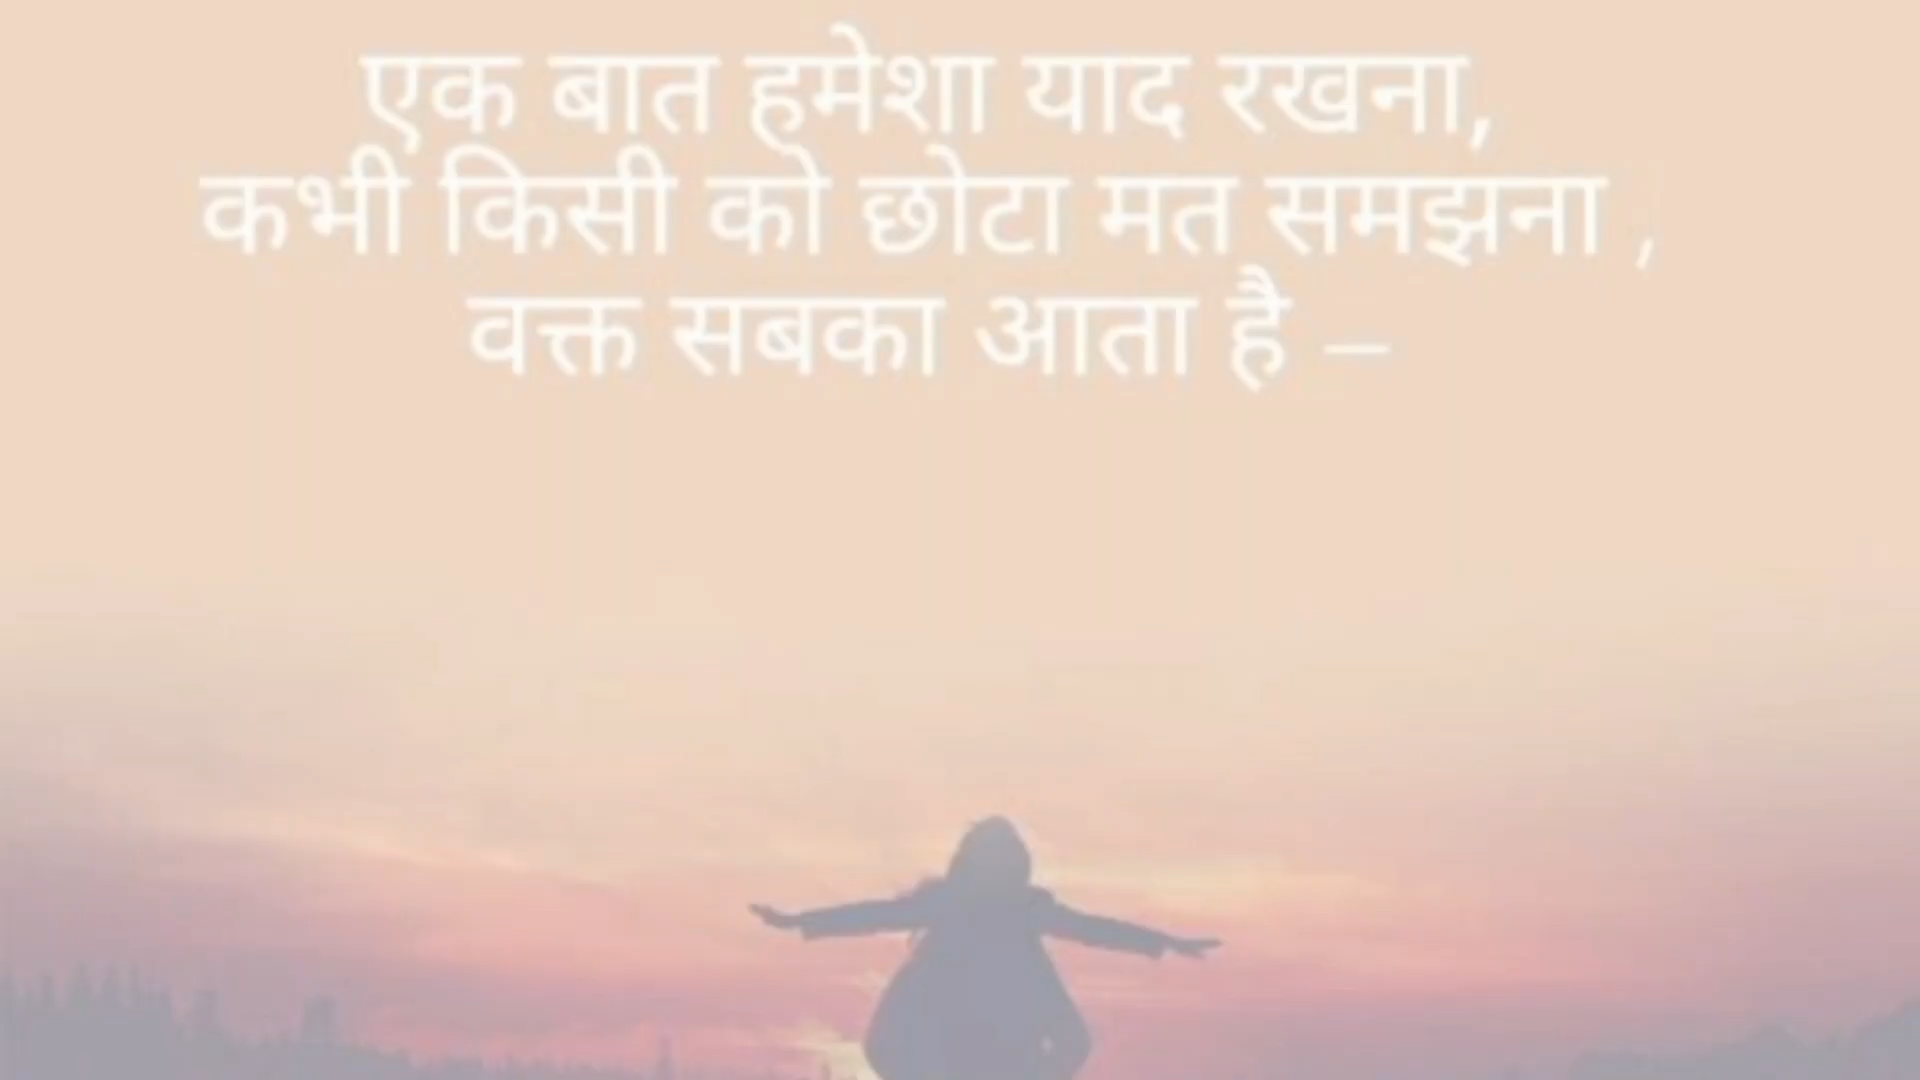 एक बात हमेशा याद रखना,
कभी किसी को छोटा मत समझना ,
वक्त सबका आता है –